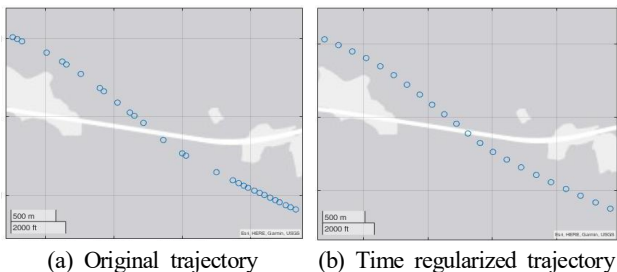 500 m
2000 ft
Esri, HERE, Garmin, USGS
500 m
2000 ft
Esri, HERE, Garmin, USGS
(a) Original trajectory
(b) Time regularized trajectory